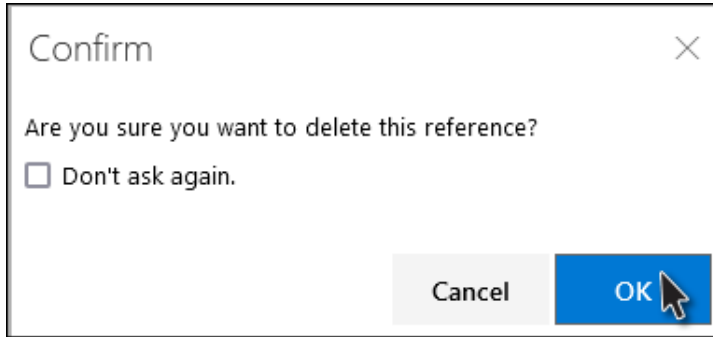 Confirm
Are you sure you want to delete this reference?
Don't ask again.
Cancel
OK